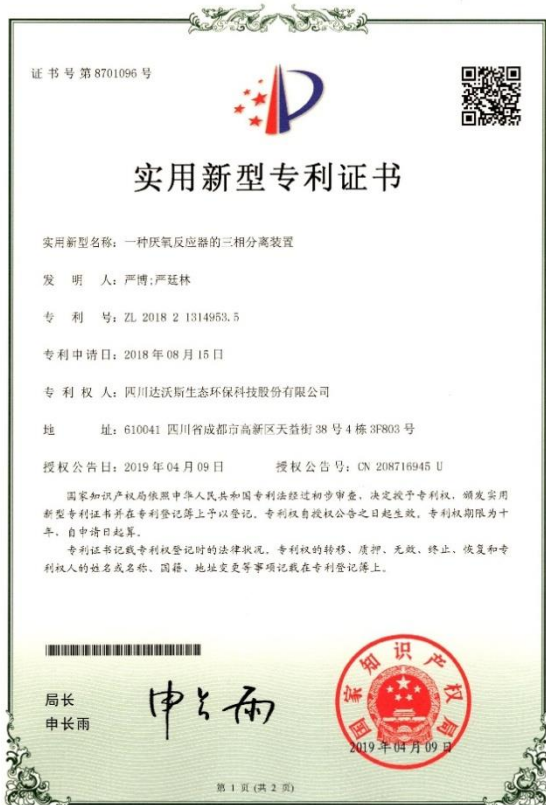 证书号第8701096号
实用新型专利证书
实用新型名称：一种厌氧反应器的三相分离装置
发明人：严博;严廷林
专利号：ZL 2018 2 1314953.5
专利申请日：2018年08月15日
专利权人：四川达沃斯生态环保科技股份有限公司
地址：610041 四川省成都市高新区天益街38号4栋3F803号
授权公告日：2019年04月09日 授权公告号：CN 208716945 U
国家知识产权局依照中华人民共和国专利法经过初步审查，决定授予专利权，颁发实用
新型专利证书并在专利登记簿上予以登记。专利权自授权公告之日起生效。专利权期限为十
年，自申请日起算。
专利证书记载专利权登记时的法律状况。专利权的转移、质押、无效、终止、恢复和专
利权人的姓名或名称、国籍、地址变更等事项记载在专利登记簿上。
局长
申长雨
申长雨
国家知识产权局
2019年04月09日
第 1 页 (共 2 页)